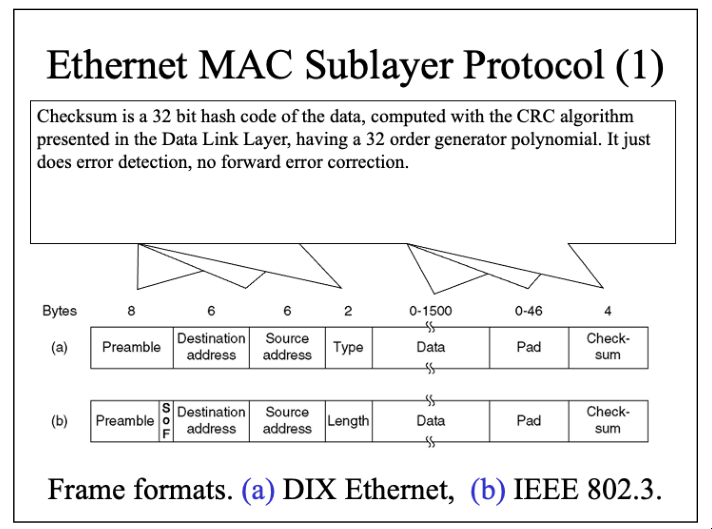 Ethernet MAC Sublayer Protocol (1)
Checksum is a 32 bit hash code of the data, computed with the CRC algorithm
presented in the Data Link Layer, having a 32 order generator polynomial. It just
does error detection, no forward error correction.
Bytes 8 6 6 2 0-1500 0-46 4
(a) Preamble Destination address Source address Type Data Pad Check-sum
(b) Preamble SoF Destination address Source address Length Data Pad Check-sum
Frame formats. (a) DIX Ethernet, (b) IEEE 802.3.